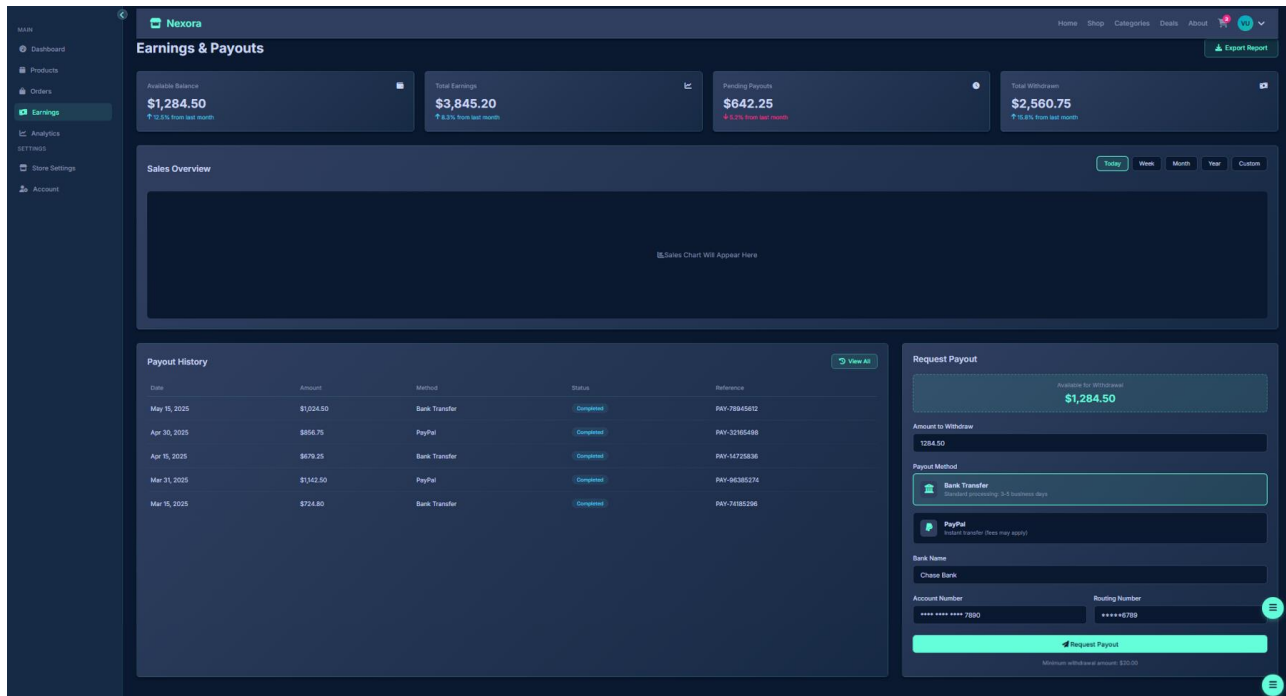 Nexora
Home Shop Categories Deals About 3 VU
MAIN
Dashboard
Products
Orders
Earnings
Analytics
SETTINGS
Store Settings
Account
Earnings & Payouts
Export Report
Available Balance
$1,284.50
12.5% from last month
Total Earnings
$3,845.20
8.3% from last month
Pending Payouts
$642.25
5.2% from last month
Total Withdrawn
$2,560.75
15.8% from last month
Sales Overview
Today Week Month Year Custom
Sales Chart Will Appear Here
Payout History
View All
Date Amount Method Status Reference
May 15, 2025 $1,024.50 Bank Transfer Completed PAY-78945612
Apr 30, 2025 $856.75 PayPal Completed PAY-32165498
Apr 15, 2025 $679.25 Bank Transfer Completed PAY-14725836
Mar 31, 2025 $1,142.50 PayPal Completed PAY-96385274
Mar 15, 2025 $724.80 Bank Transfer Completed PAY-74185296
Request Payout
Available for Withdrawal
$1,284.50
Amount to Withdraw
1284.50
Payout Method
Bank Transfer
Standard processing: 3-5 business days
PayPal
Instant transfer (fees may apply)
Bank Name
Chase Bank
Account Number Routing Number
**** **** **** 7890 *****6789
Request Payout
Minimum withdrawal amount: $20.00